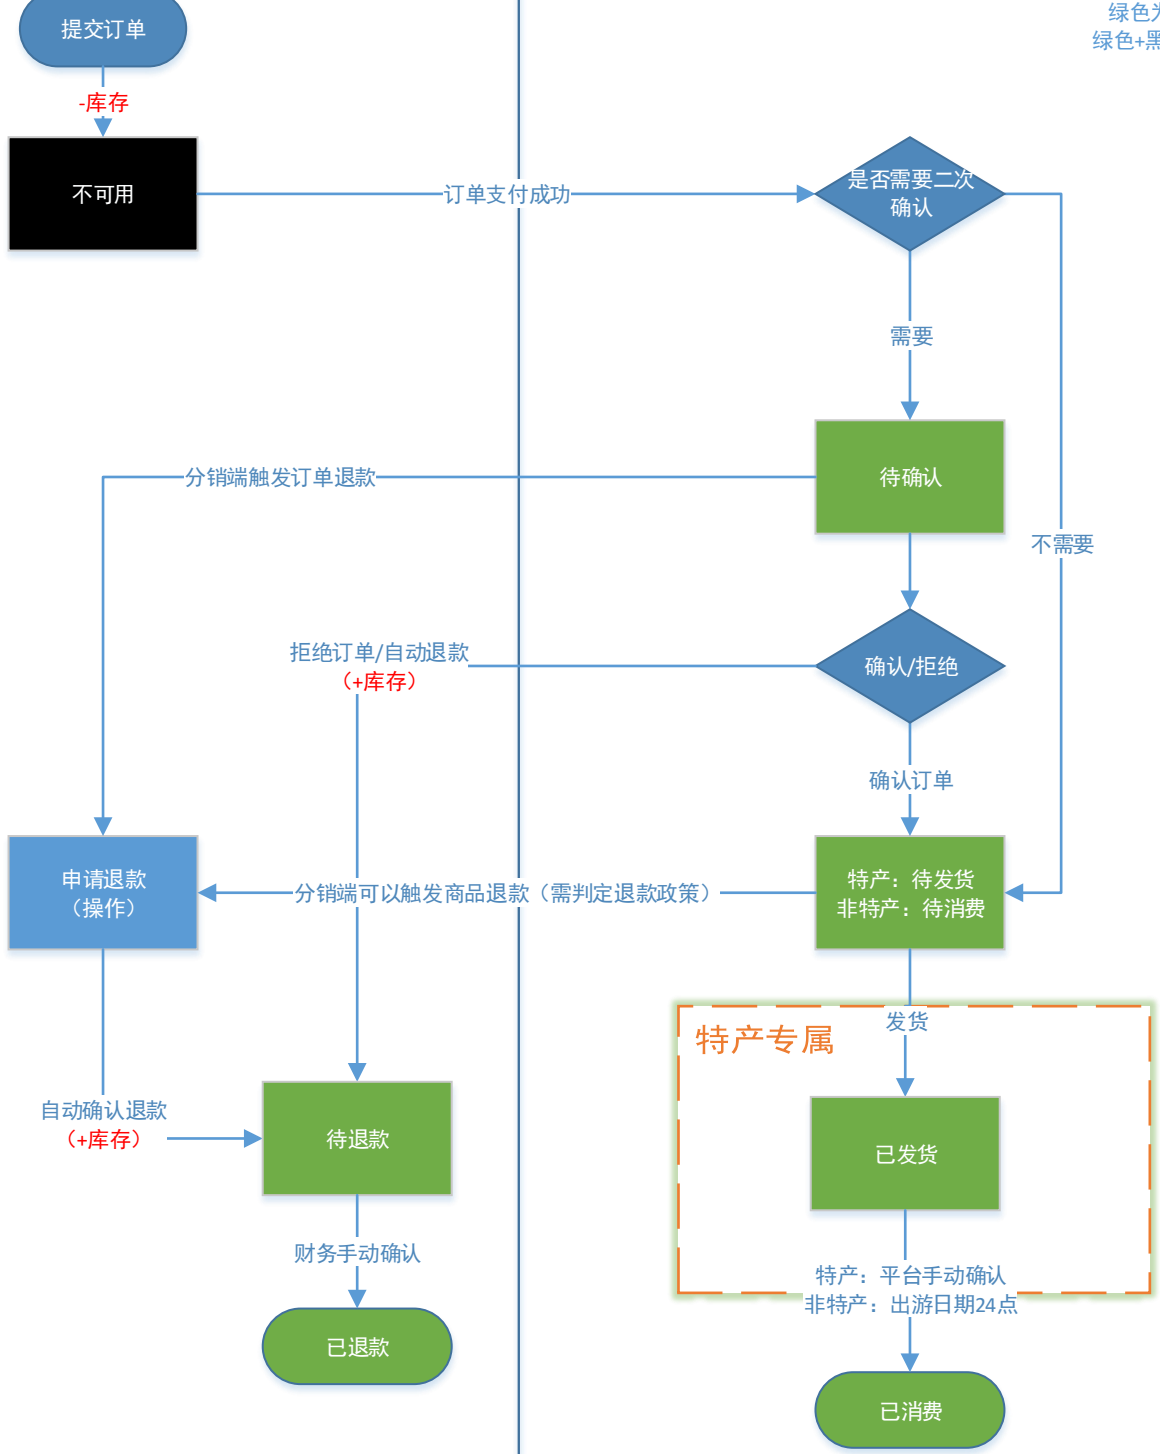 提交订单
绿色
绿色+黑
-库存
不可用
订单支付成功
是否需要二次
确认
需要
分销端触发订单退款
待确认
不需要
拒绝订单/自动退款
（+库存）
确认/拒绝
确认订单
申请退款
（操作）
分销端可以触发商品退款（需判定退款政策）
特产：待发货
非特产：待消费
发货
特产专属
自动确认退款
（+库存）
待退款
已发货
财务手动确认
特产：平台手动确认
非特产：出游日期24点
已退款
已消费